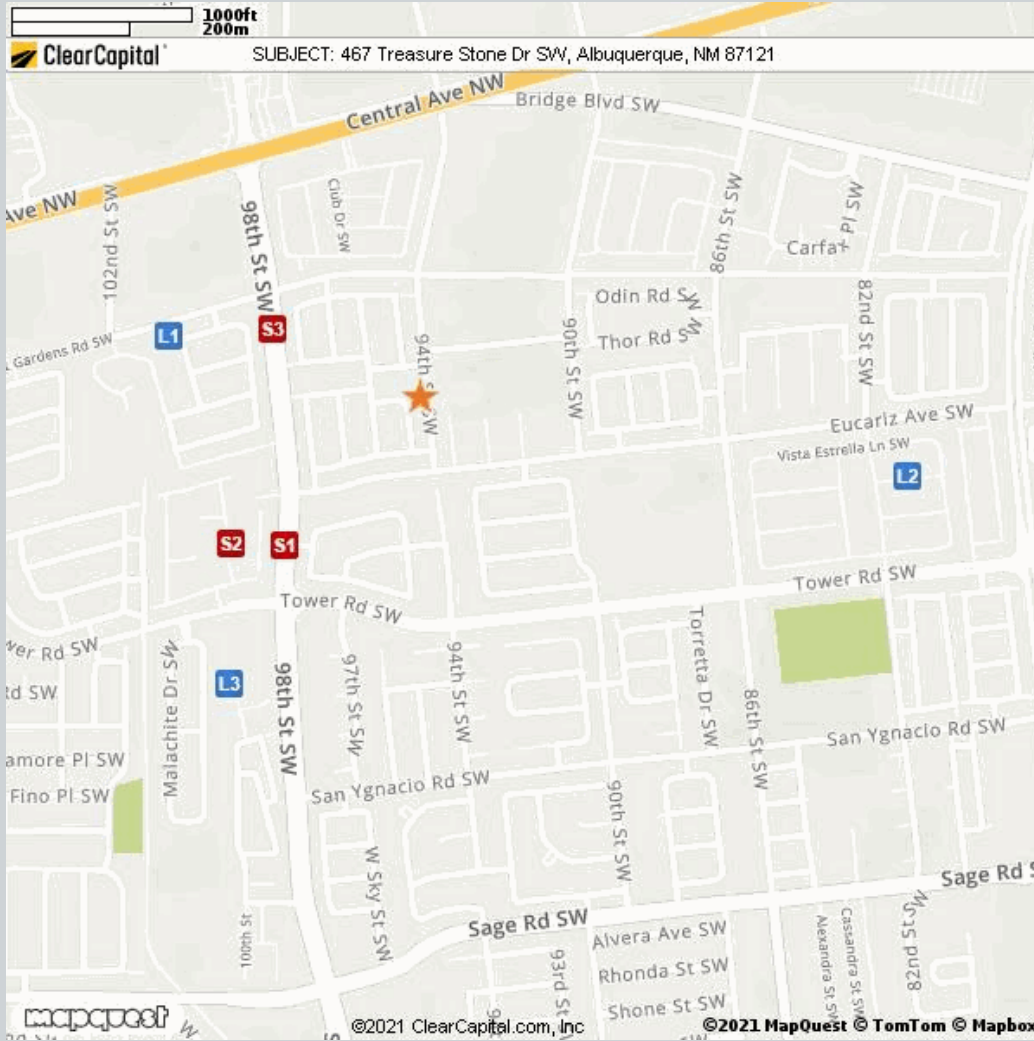 1000ft
200m
ClearCapital
SUBJECT: 467 Treasure Stone Dr SW, Albuquerque, NM 87121
Central Ave NW
Bridge Blvd SW
Ave NW
102nd St SW
98th St SW
Club Dr SW
86th St SW
Carfax Pl SW
Odin Rd SW
82nd St SW
L1
S3
Gardens Rd SW
94th St SW
90th St SW
Thor Rd SW
Eucariz Ave SW
Vista Estrella Ln SW
L2
S2
S1
Tower Rd SW
Tower Rd SW
wer Rd SW
Rd SW
L3
Malachite Dr SW
98th St SW
97th St SW
94th St SW
Torretta Dr SW
86th St SW
San Ygnacio Rd SW
amore Pl SW
Fino Pl SW
San Ygnacio Rd SW
90th St SW
W Sky St SW
Sage Rd S
Sage Rd SW
100th St
Alvera Ave SW
Rhonda St SW
Shone St SW
93rd St
Alexandra St SW
Cassandra St SW
82nd St SW
mapquest
©2021 ClearCapital.com, Inc
©2021 MapQuest © TomTom © Mapbox